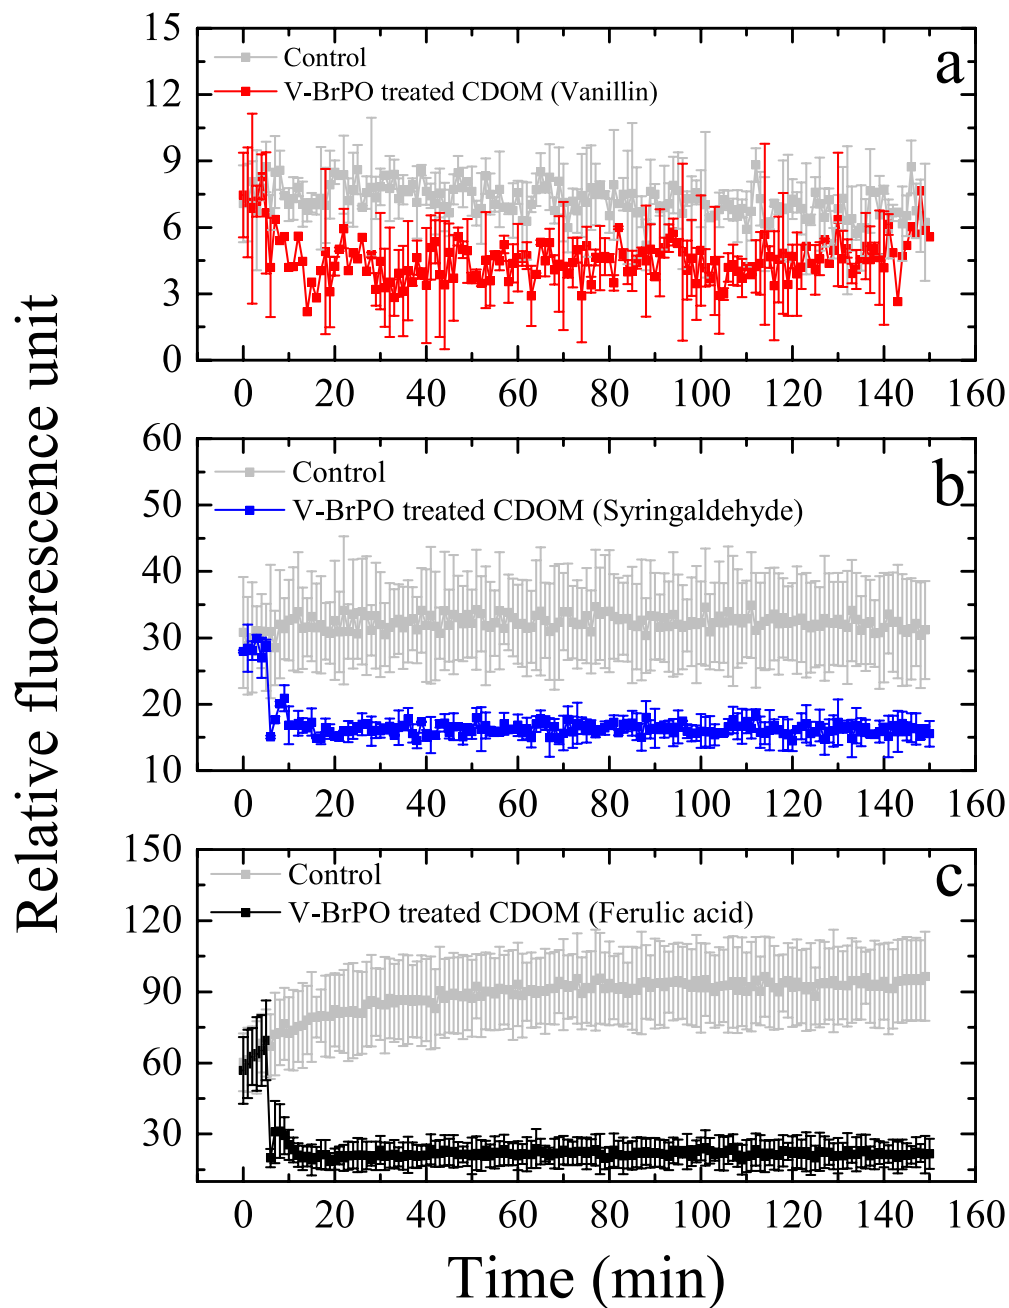 Relative fluorescence unit
15
12
9
6
3
0
Control
V-BrPO treated CDOM (Vanillin)
a
0 20 40 60 80 100 120 140 160
60
50
40
30
20
10
Control
V-BrPO treated CDOM (Syringaldehyde)
b
0 20 40 60 80 100 120 140 160
150
120
90
60
30
Control
V-BrPO treated CDOM (Ferulic acid)
c
0 20 40 60 80 100 120 140 160
Time (min)